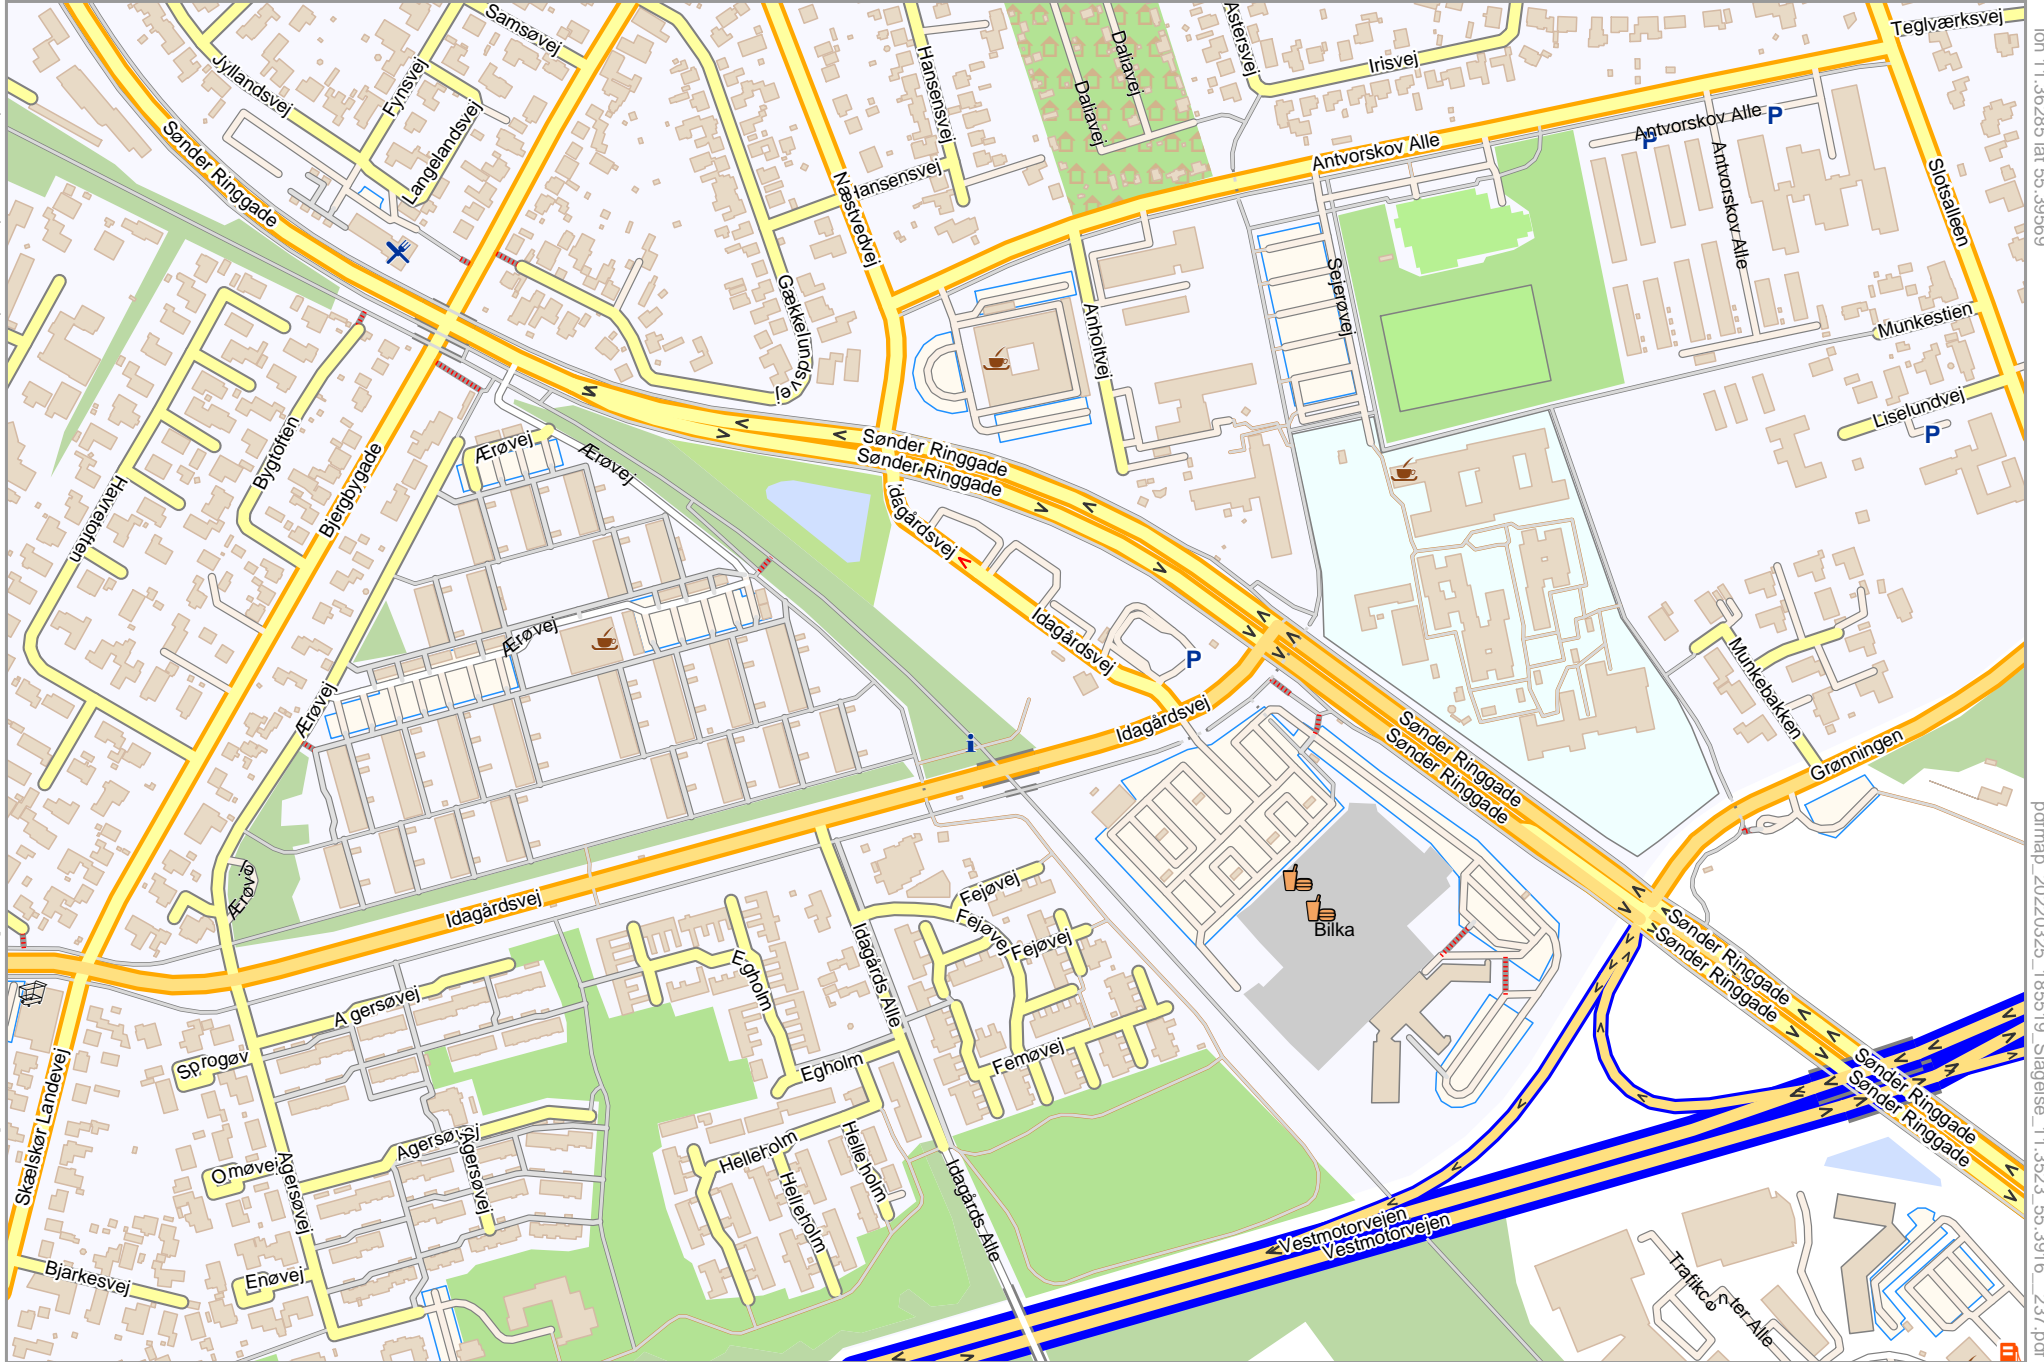 Samsøvej
Teglværksvej
Jyllandsvej
Fynsvej
Hansensvej
Daliavej
Daliavej
Astersvej
Irisvej
Langelandsvej
Antvorskov Alle
P
P
Antvorskov Alle
Antvorskov Alle
Sønder Ringgade
Næstvedvej
Hansensvej
Slotsalleen
Gækkelundsvej
Anholtvej
Sejerøvej
Munkestien
Liselundvej
P
Bygtoften
Havretoften
Bjergbygade
Ærøvej
Ærøvej
Sønder Ringgade
Sønder Ringgade
Idagårdsvej
Idagårdsvej
P
Ærøvej
Ærøvej
Munkebakken
Idagårdsvej
i
Sønder Ringgade
Sønder Ringgade
Grønningen
Ærøvej
Idagårdsvej
Fejøvej
Fejøvej
Fejøvej
Bilka
Sønder Ringgade
Sønder Ringgade
Egholm
Idagårds Alle
Agersøvej
Sprogøv
Egholm
Femøvej
Skælskør Landevej
Agersøvej
Agersøvej
Agersøvej
Omøvej
Helleholm
Helleholm
Helleholm
Idagårds Alle
Sønder Ringgade
Sønder Ringgade
Vestmotorvejen
Vestmotorvejen
Bjarkesvej
Enøvej
Trafikcenter Alle